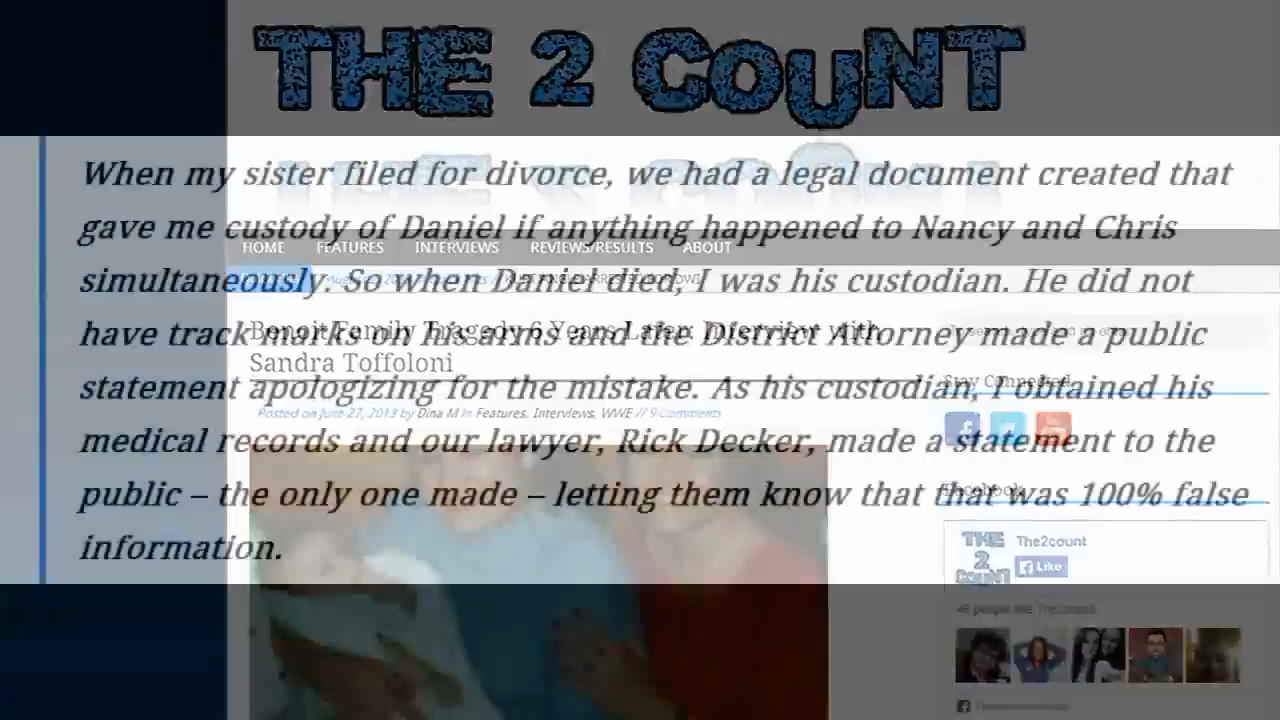 THE 2 COUNT
When my sister filed for divorce, we had a legal document created that
gave me custody of Daniel if anything happened to Nancy and Chris
HOME FEATURES INTERVIEWS REVIEWS/RESULTS ABOUT
simultaneously. So when Daniel died, I was his custodian. He did not
have track marks on his arms and the District Attorney made a public
Benoit Family Tragedy 6 Years Later: Interview with
Sandra Toffoloni
statement apologizing for the mistake. As his custodian, I obtained his
Stay Connected
Posted on June 27, 2013 by Dina M in Features, Interviews, WWE // 9 Comments
medical records and our lawyer, Rick Decker, made a statement to the
public – the only one made – letting them know that that was 100% false
Facebook
information.
THE
2
COUNT
The2count
Like